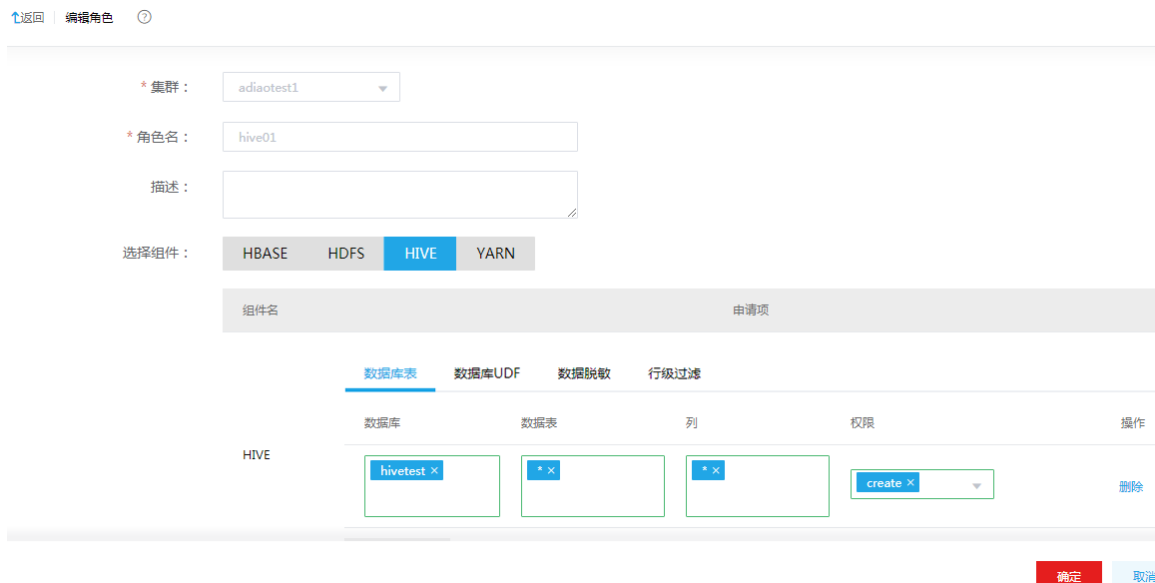 返回 编辑角色 ?
* 集群： adiaotest1
* 角色名： hive01
描述：
选择组件： HBASE HDFS HIVE YARN
组件名 申请项
数据库表 数据库UDF 数据脱敏 行级过滤
数据库 数据表 列 权限 操作
HIVE hivetest × * × * × create × 删除
确定 取消